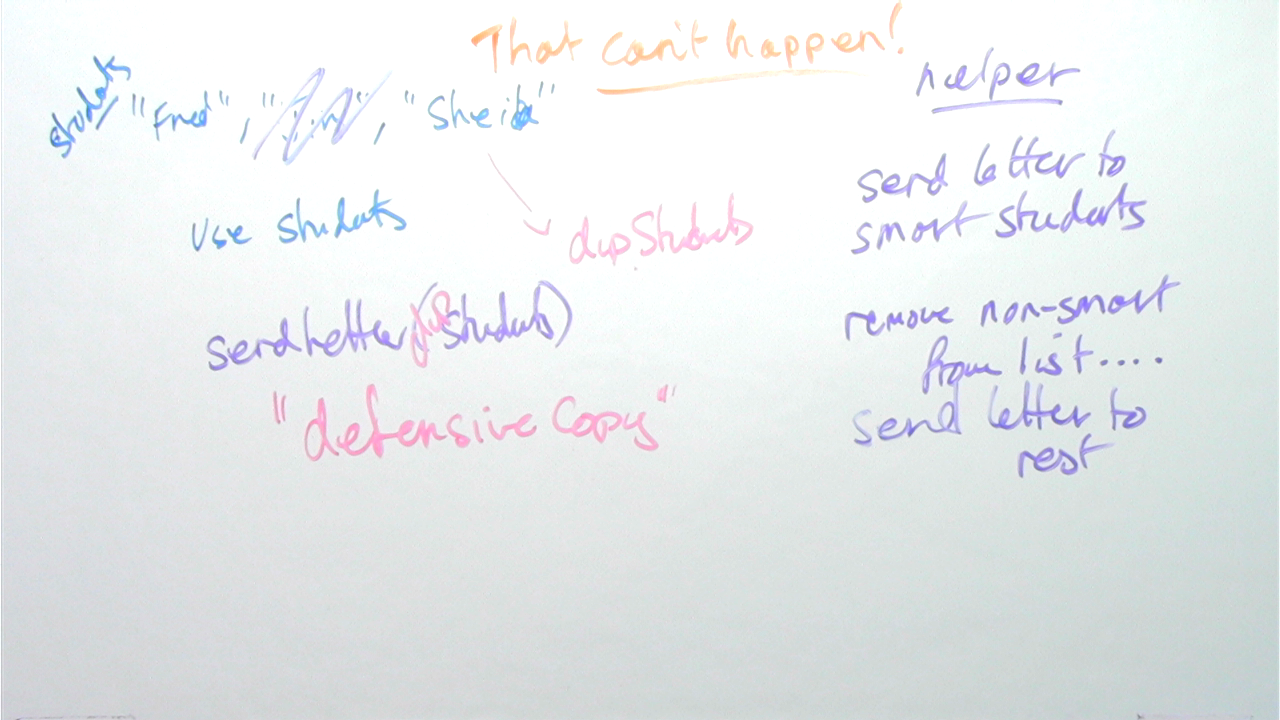 That can't happen!
students "Fred", "Jim", "Sheila"
use students
dupStudents
sendLetter(dupStudents)
"defensive copy"
helper
send letter to
smart students
remove non-smart
from list....
send letter to
rest